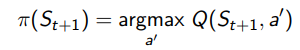 π(S_{t+1}) = argmax Q(S_{t+1}, a′)
a′